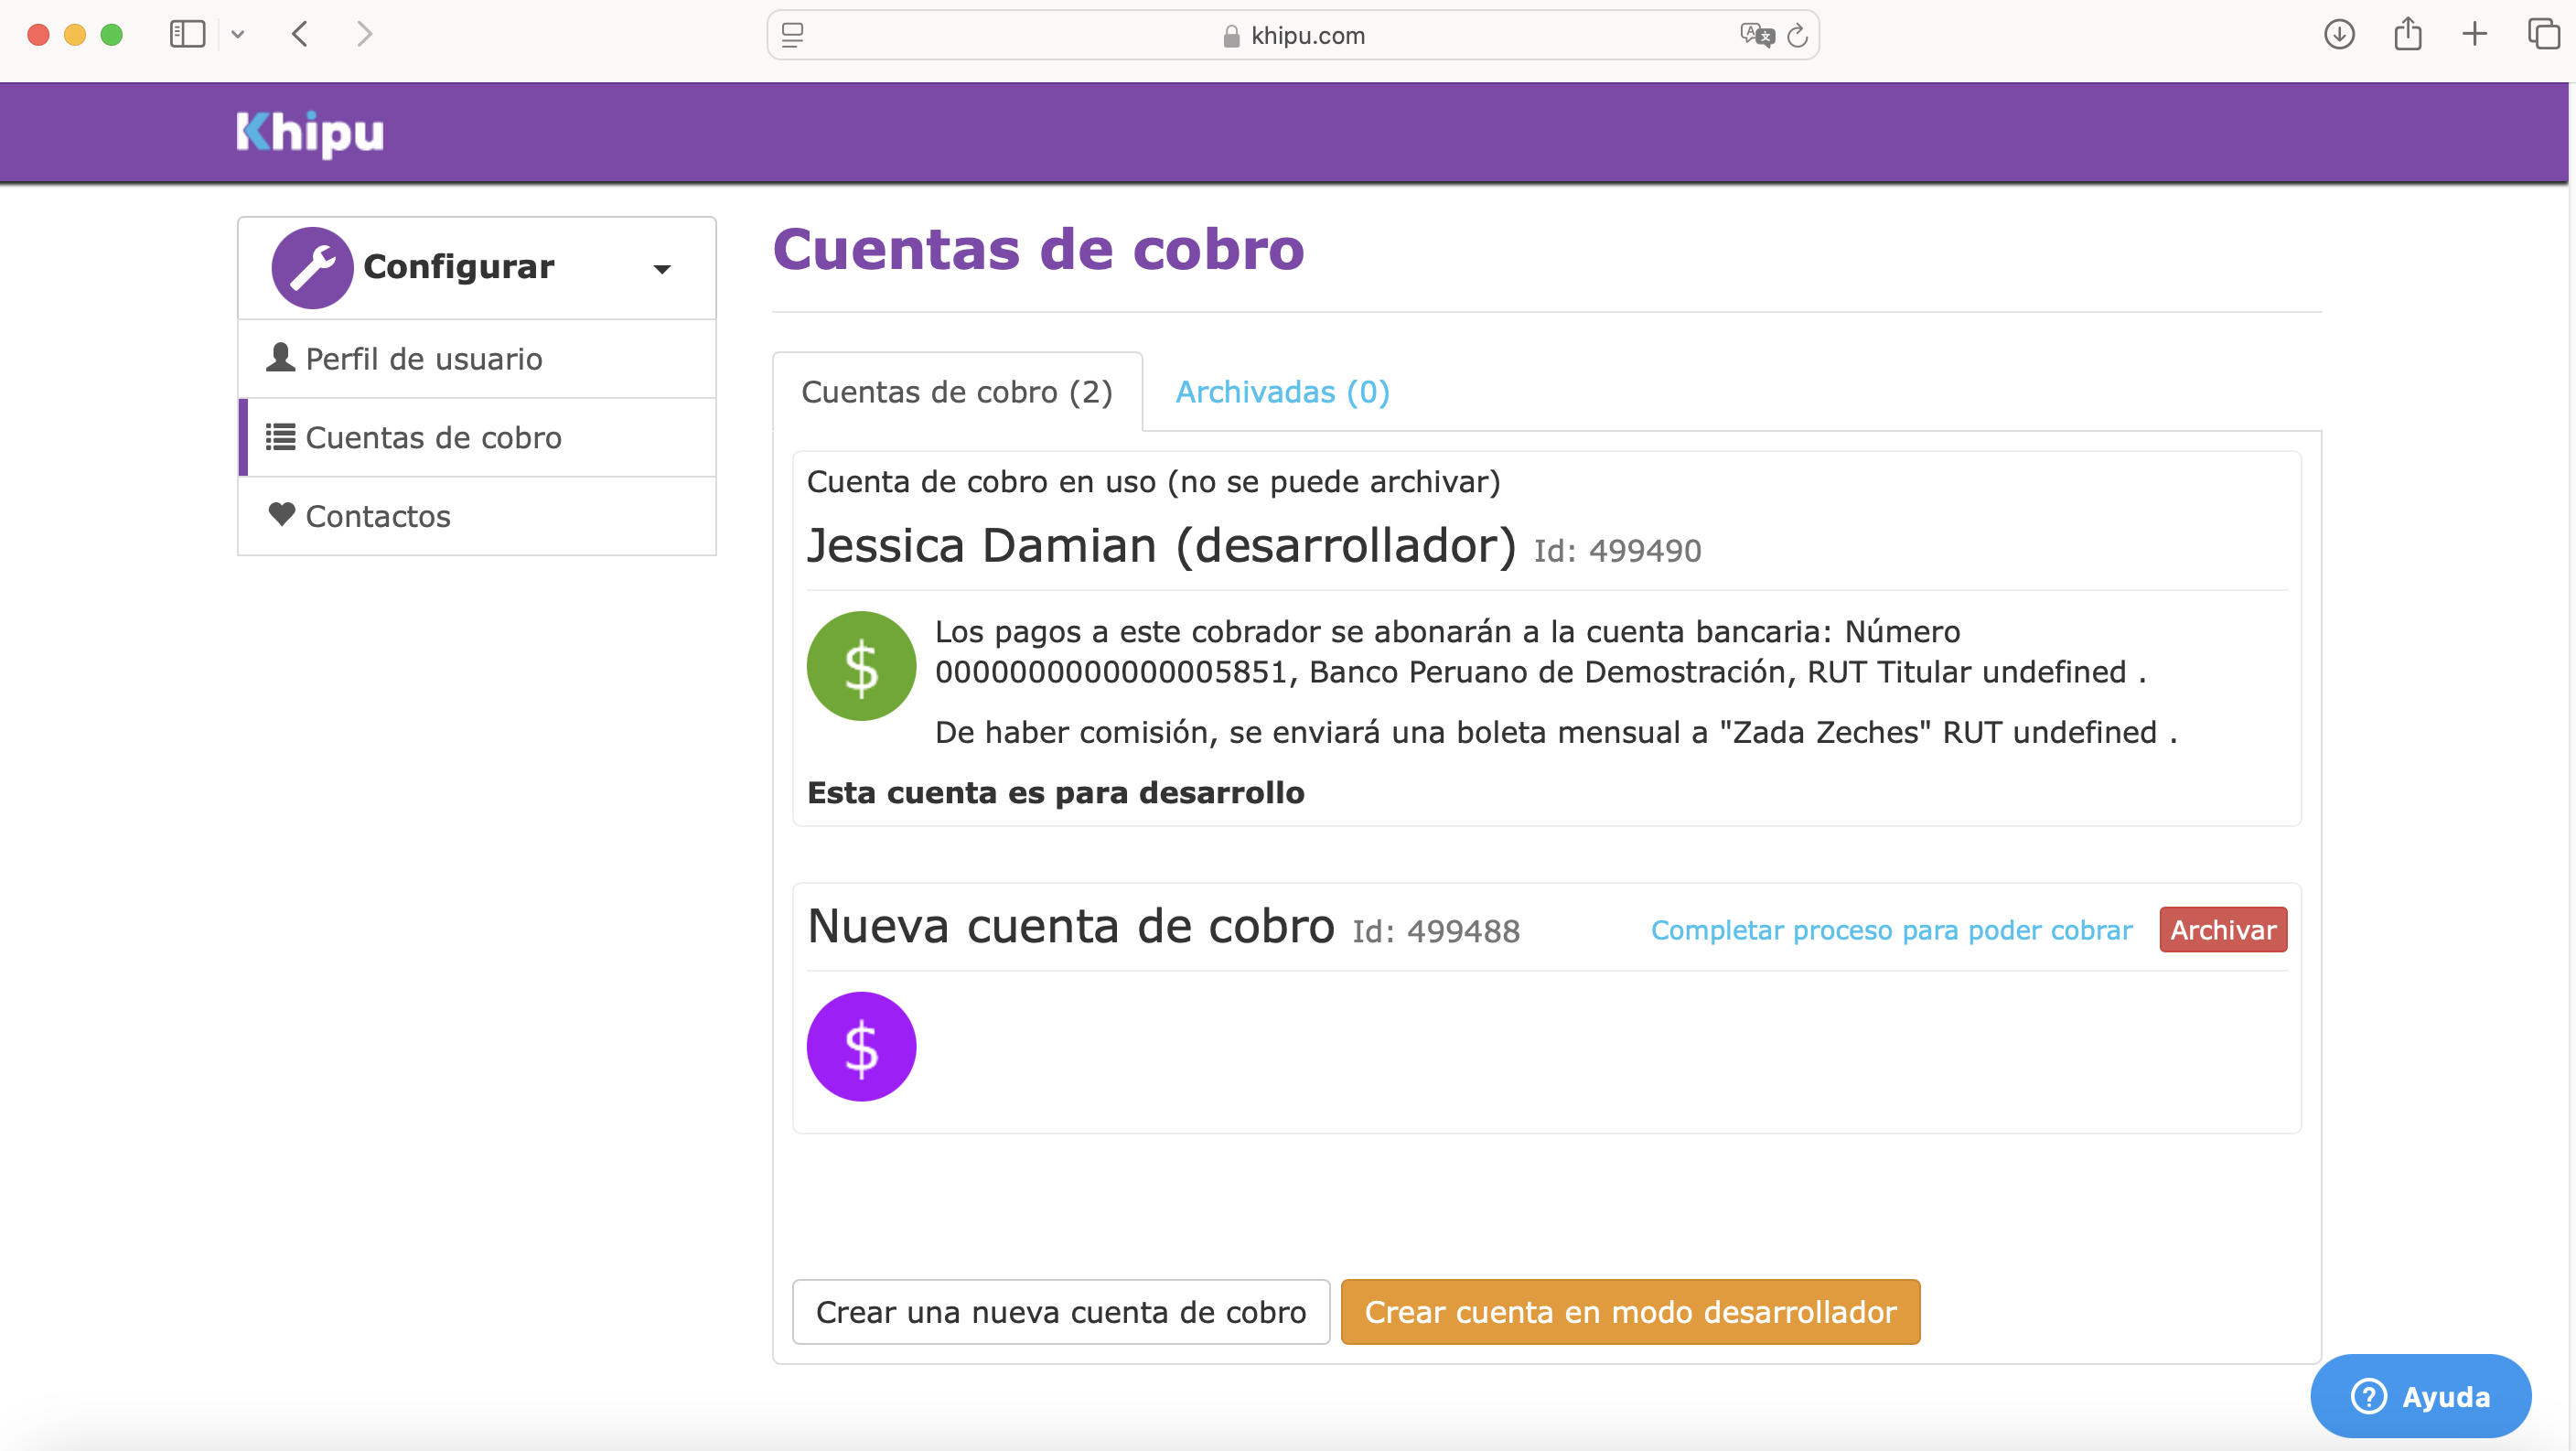 khipu.com
Khipu
Configurar
Perfil de usuario
Cuentas de cobro
Contactos
Cuentas de cobro
Cuentas de cobro (2)
Archivadas (0)
Cuenta de cobro en uso (no se puede archivar)
Jessica Damian (desarrollador) Id: 499490
$
Los pagos a este cobrador se abonarán a la cuenta bancaria: Número
0000000000000005851, Banco Peruano de Demostración, RUT Titular undefined .
De haber comisión, se enviará una boleta mensual a "Zada Zeches" RUT undefined .
Esta cuenta es para desarrollo
Nueva cuenta de cobro Id: 499488
Completar proceso para poder cobrar
Archivar
$
Crear una nueva cuenta de cobro
Crear cuenta en modo desarrollador
? Ayuda